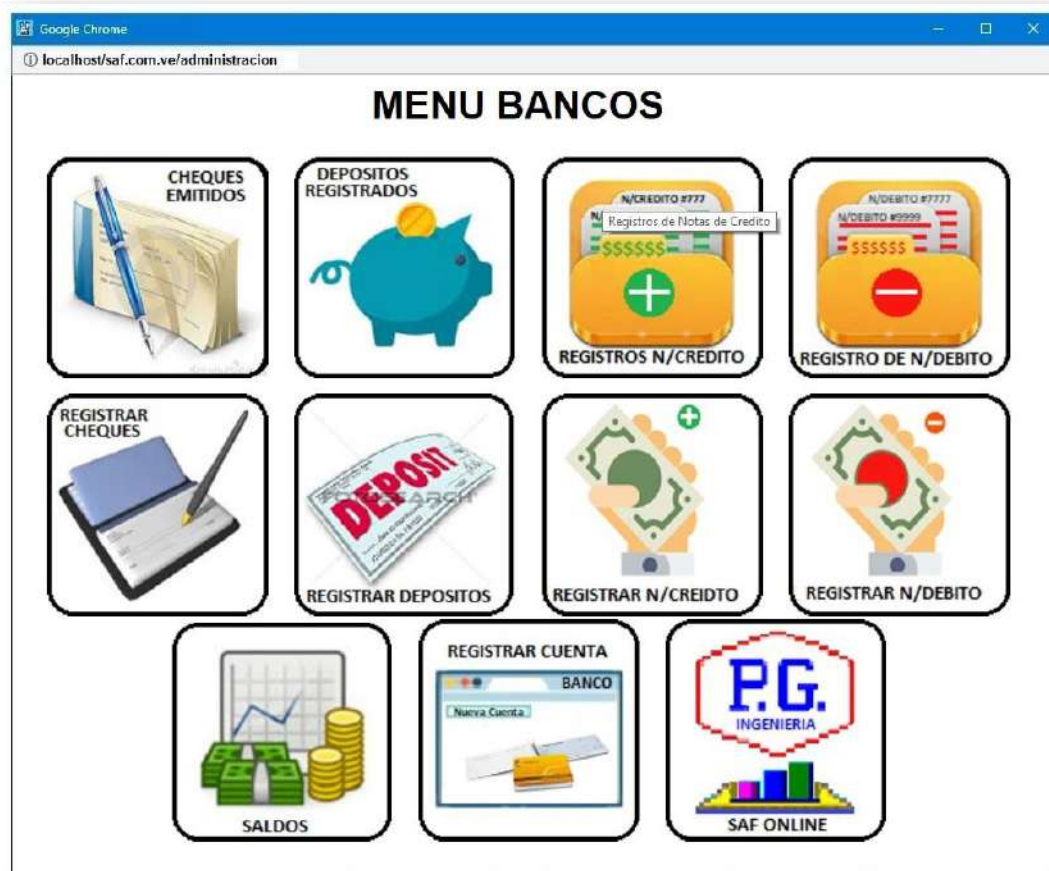 Google Chrome
localhost/saf.com.ve/administracion
MENU BANCOS
CHEQUES
EMITIDOS
DEPOSITOS
REGISTRADOS
N/CREDITO #777
Registros de Notas de Credito
$$$$$$
REGISTROS N/CREDITO
N/DEBITO #7777
N/DEBITO #9999
$$$$$$
REGISTRO DE N/DEBITO
REGISTRAR
CHEQUES
DEPOSIT
REGISTRAR DEPOSITOS
REGISTRAR N/CREIDTO
REGISTRAR N/DEBITO
SALDOS
REGISTRAR CUENTA
BANCO
Nueva Cuenta
P.G.
INGENIERIA
SAF ONLINE